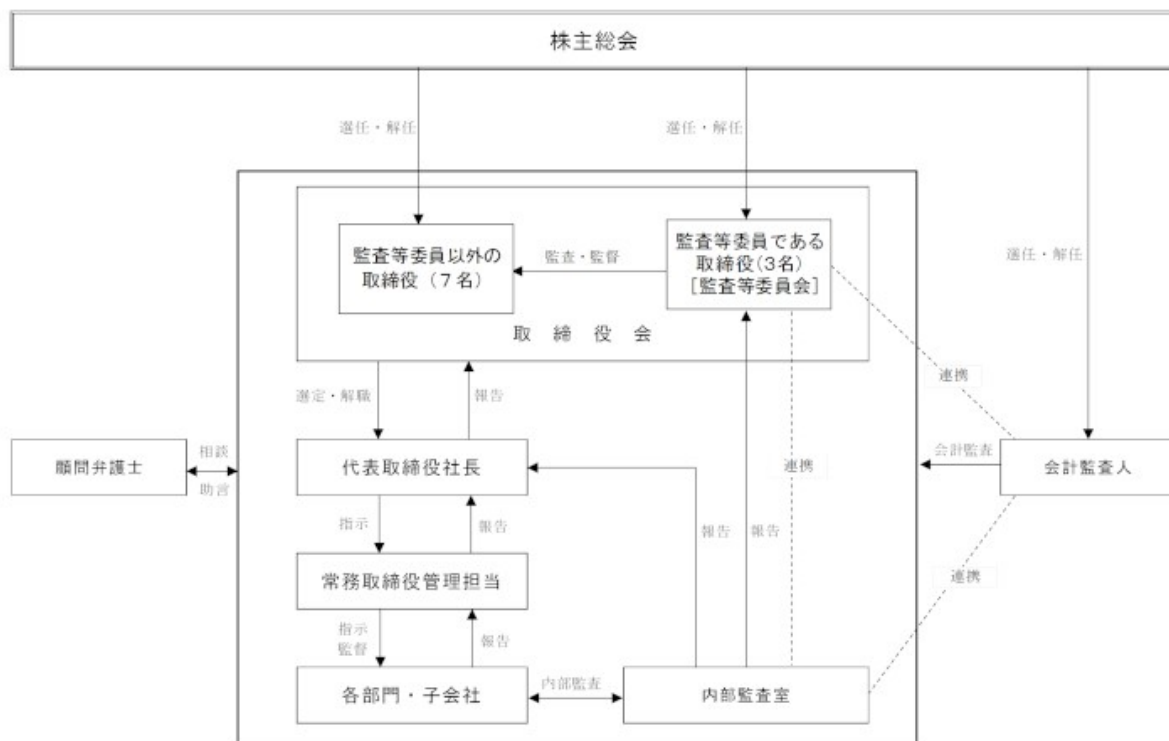 株主総会
選任・解任
選任・解任
選任・解任
監査等委員以外の
取締役（７名）
監査・監督
監査等委員である
取締役(3名)
［監査等委員会］
取 締 役 会
選定・解職
報告
連携
顧問弁護士
相談
助言
代表取締役社長
連携
会計監査
会計監査人
指示
報告
報告
報告
常務取締役管理担当
連携
指示
監督
報告
各部門・子会社
内部監査
内部監査室